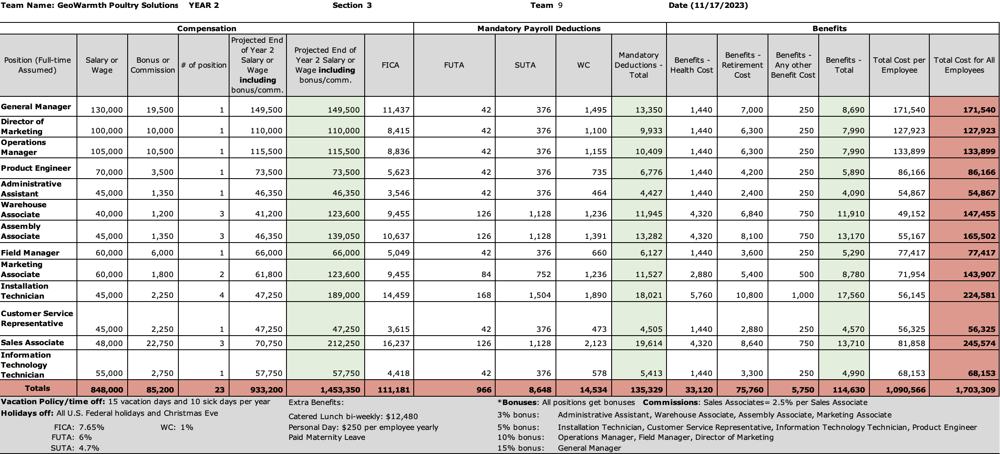 Team Name: GeoWarmth Poultry Solutions YEAR 2 Section 3 Team 9 Date (11/17/2023)
Compensation Mandatory Payroll Deductions Benefits
Position (Full-time Assumed) Salary or Wage Bonus or Commission # of position Projected End of Year 2 Salary or Wage including bonus/comm. Projected End of Year 2 Salary or Wage including bonus/comm. FICA FUTA SUTA WC Mandatory Deductions - Total Benefits - Health Cost Benefits - Retirement Cost Benefits - Any other Benefit Cost Benefits - Total Total Cost per Employee Total Cost for All Employees
General Manager 130,000 19,500 1 149,500 149,500 11,437 42 376 1,495 13,350 1,440 7,000 250 8,690 171,540 171,540
Director of Marketing 100,000 10,000 1 110,000 110,000 8,415 42 376 1,100 9,933 1,440 6,300 250 7,990 127,923 127,923
Operations Manager 105,000 10,500 1 115,500 115,500 8,836 42 376 1,155 10,409 1,440 6,300 250 7,990 133,899 133,899
Product Engineer 70,000 3,500 1 73,500 73,500 5,623 42 376 735 6,776 1,440 4,200 250 5,890 86,166 86,166
Administrative Assistant 45,000 1,350 1 46,350 46,350 3,546 42 376 464 4,427 1,440 2,400 250 4,090 54,867 54,867
Warehouse Associate 40,000 1,200 3 41,200 123,600 9,455 126 1,128 1,236 11,945 4,320 6,840 750 11,910 49,152 147,455
Assembly Associate 45,000 1,350 3 46,350 139,050 10,637 126 1,128 1,391 13,282 4,320 8,100 750 13,170 55,167 165,502
Field Manager 60,000 6,000 1 66,000 66,000 5,049 42 376 660 6,127 1,440 3,600 250 5,290 77,417 77,417
Marketing Associate 60,000 1,800 2 61,800 123,600 9,455 84 752 1,236 11,527 2,880 5,400 500 8,780 71,954 143,907
Installation Technician 45,000 2,250 4 47,250 189,000 14,459 168 1,504 1,890 18,021 5,760 10,800 1,000 17,560 56,145 224,581
Customer Service Representative 45,000 2,250 1 47,250 47,250 3,615 42 376 473 4,505 1,440 2,880 250 4,570 56,325 56,325
Sales Associate 48,000 22,750 3 70,750 212,250 16,237 126 1,128 2,123 19,614 4,320 8,640 750 13,710 81,858 245,574
Information Technology Technician 55,000 2,750 1 57,750 57,750 4,418 42 376 578 5,413 1,440 3,300 250 4,990 68,153 68,153
Totals 848,000 85,200 23 933,200 1,453,350 111,181 966 8,648 14,534 135,329 33,120 75,760 5,750 114,630 1,090,566 1,703,309
Vacation Policy/time off: 15 vacation days and 10 sick days per year Extra Benefits: *Bonuses: All positions get bonuses Commissions: Sales Associates= 2.5% per Sales Associate
Holidays off: All U.S. Federal holidays and Christmas Eve Catered Lunch bi-weekly: $12,480 3% bonus: Administrative Assistant, Warehouse Associate, Assembly Associate, Marketing Associate
FICA: 7.65% WC: 1% Personal Day: $250 per employee yearly 5% bonus: Installation Technician, Customer Service Representative, Information Technology Technician, Product Engineer
FUTA: 6% Paid Maternity Leave 10% bonus: Operations Manager, Field Manager, Director of Marketing
SUTA: 4.7% 15% bonus: General Manager